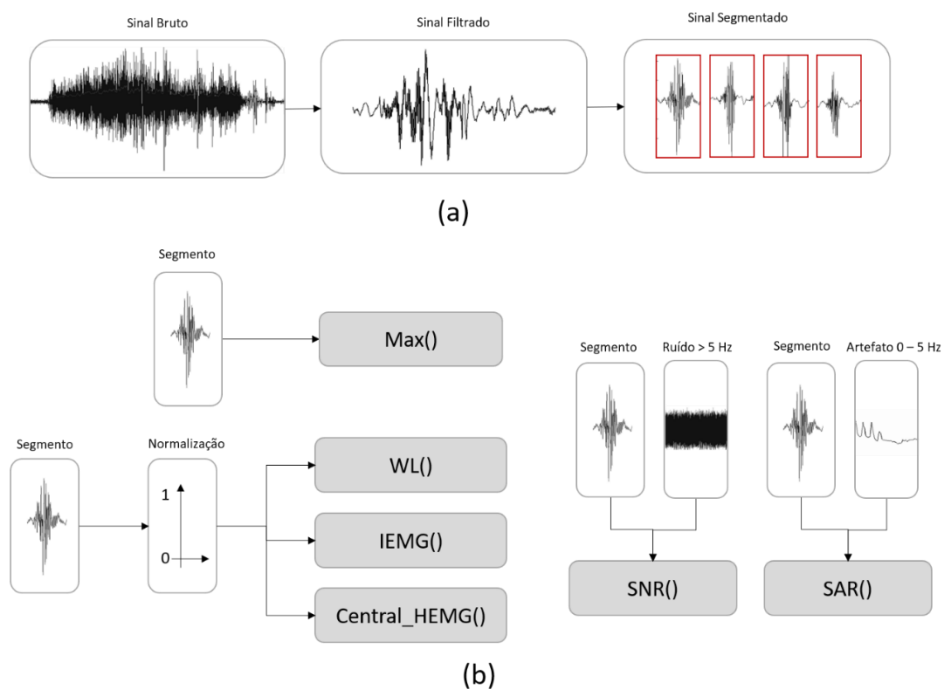 Sinal Bruto
Sinal Filtrado
Sinal Segmentado
(a)
Segmento
Max()
Segmento
Normalização
1
0
WL()
IEMG()
Central_HEMG()
Segmento
Ruído > 5 Hz
SNR()
Segmento
Artefato 0 – 5 Hz
SAR()
(b)